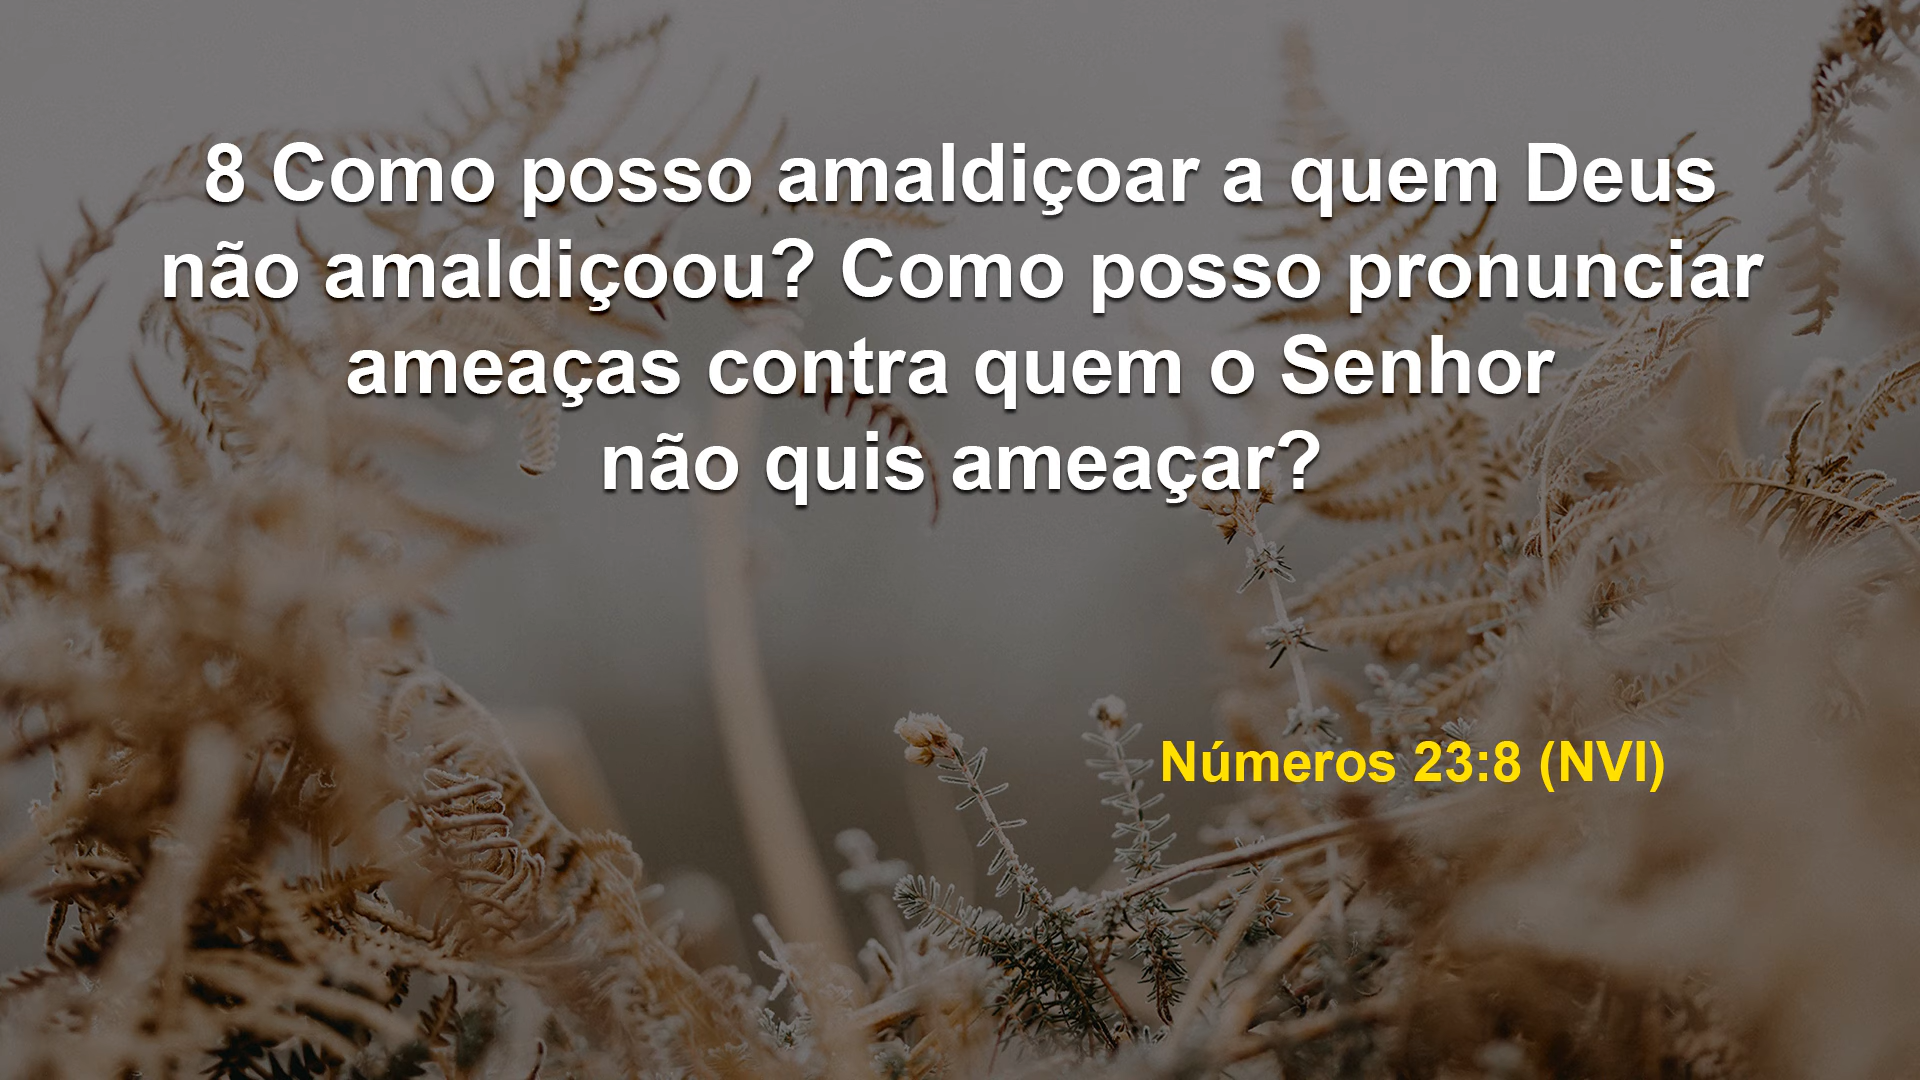 8 Como posso amaldiçoar a quem Deus
não amaldiçoou? Como posso pronunciar
ameaças contra quem o Senhor
não quis ameaçar?
Números 23:8 (NVI)